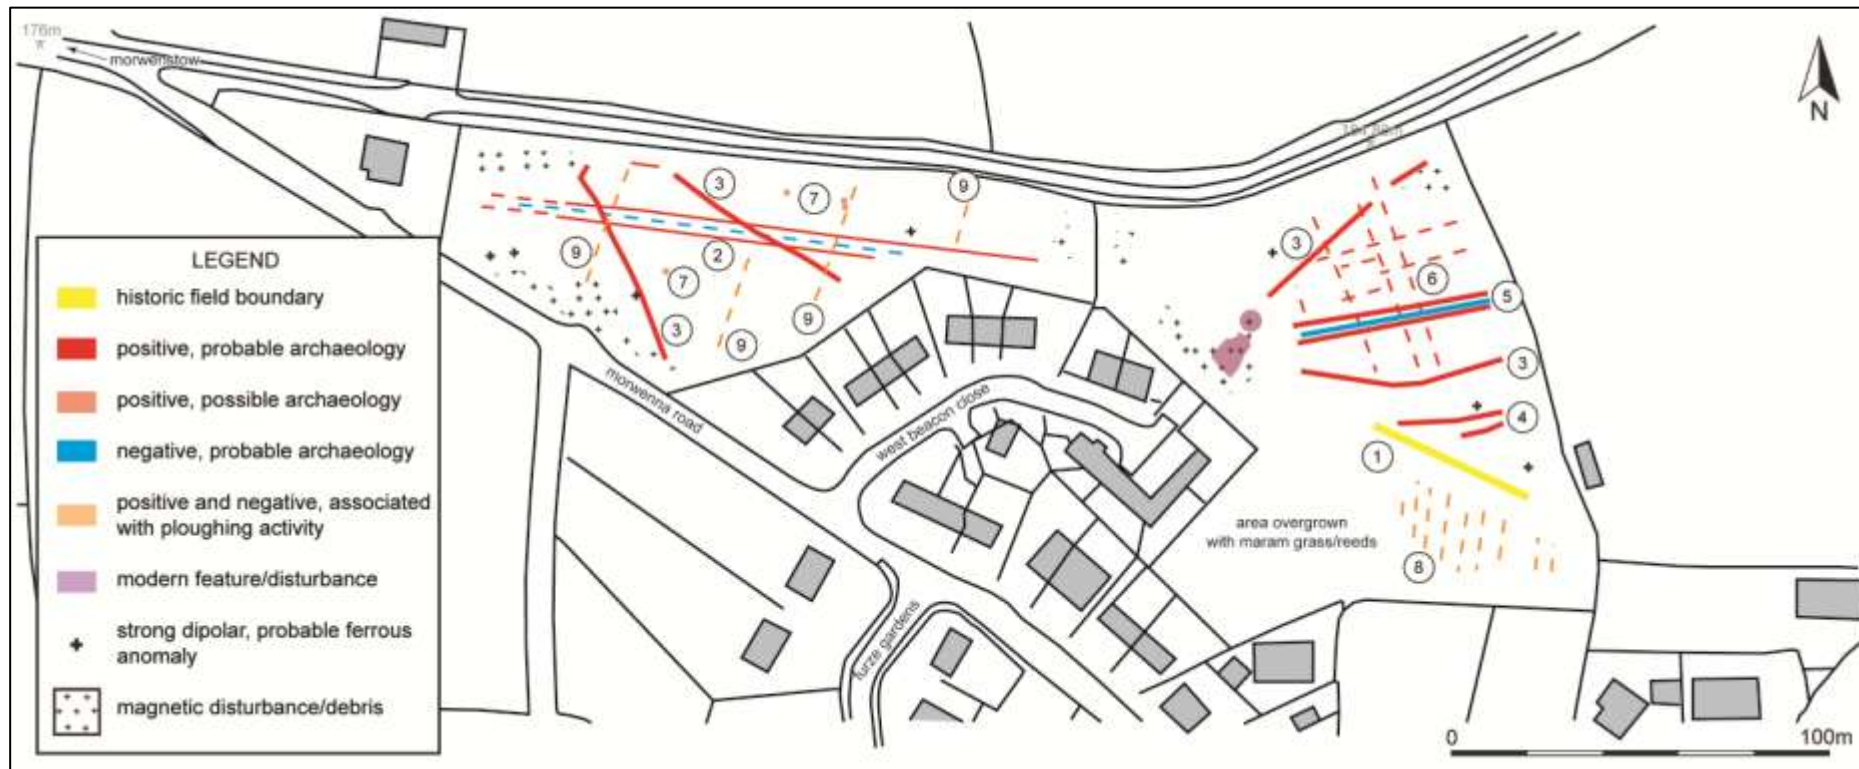 176m
morwenstow
184.89m
N
3
7
9
9
2
7
3
9
9
3
6
5
3
4
1
8
LEGEND
historic field boundary
positive, probable archaeology
positive, possible archaeology
negative, probable archaeology
positive and negative, associated
with ploughing activity
modern feature/disturbance
strong dipolar, probable ferrous
anomaly
magnetic disturbance/debris
morwenna road
west beacon close
furze gardens
area overgrown
with maram grass/reeds
0
100m